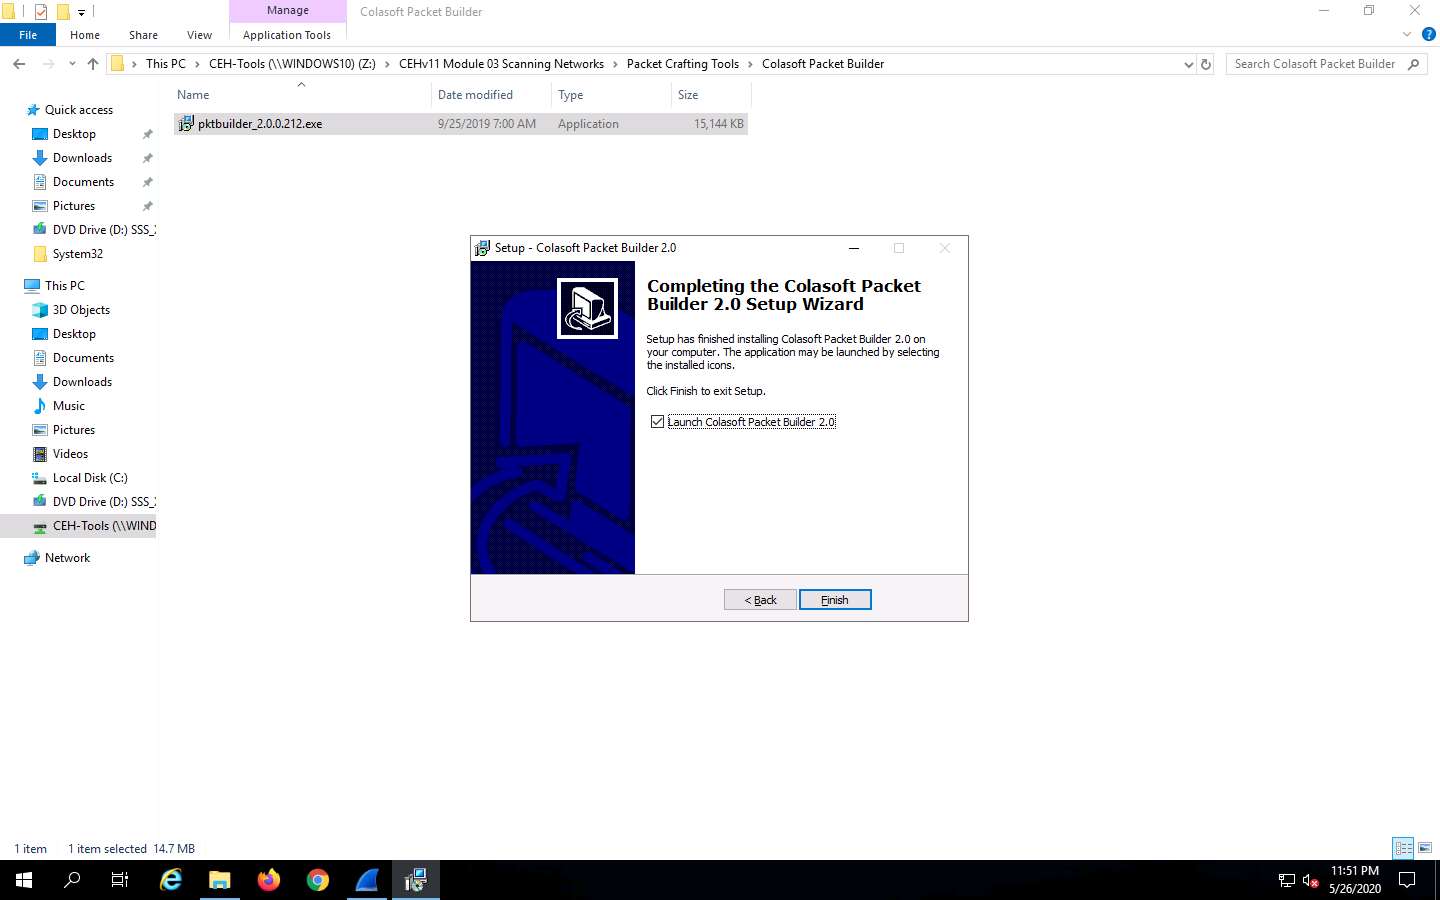 Manage
Colasoft Packet Builder
File
Home
Share
View
Application Tools
This PC
CEH-Tools (\\WINDOWS10) (Z:)
CEHv11 Module 03 Scanning Networks
Packet Crafting Tools
Colasoft Packet Builder
Search Colasoft Packet Builder
Name
Date modified
Type
Size
pktbuilder_2.0.0.212.exe
9/25/2019 7:00 AM
Application
15,144 KB
Quick access
Desktop
Downloads
Documents
Pictures
DVD Drive (D:) SSS_
System32
This PC
3D Objects
Desktop
Documents
Downloads
Music
Pictures
Videos
Local Disk (C:)
DVD Drive (D:) SSS_
CEH-Tools (\\WIND
Network
Setup - Colasoft Packet Builder 2.0
Completing the Colasoft Packet
Builder 2.0 Setup Wizard
Setup has finished installing Colasoft Packet Builder 2.0 on
your computer. The application may be launched by selecting
the installed icons.
Click Finish to exit Setup.
Launch Colasoft Packet Builder 2.0
< Back
Finish
1 item
1 item selected 14.7 MB
11:51 PM
5/26/2020